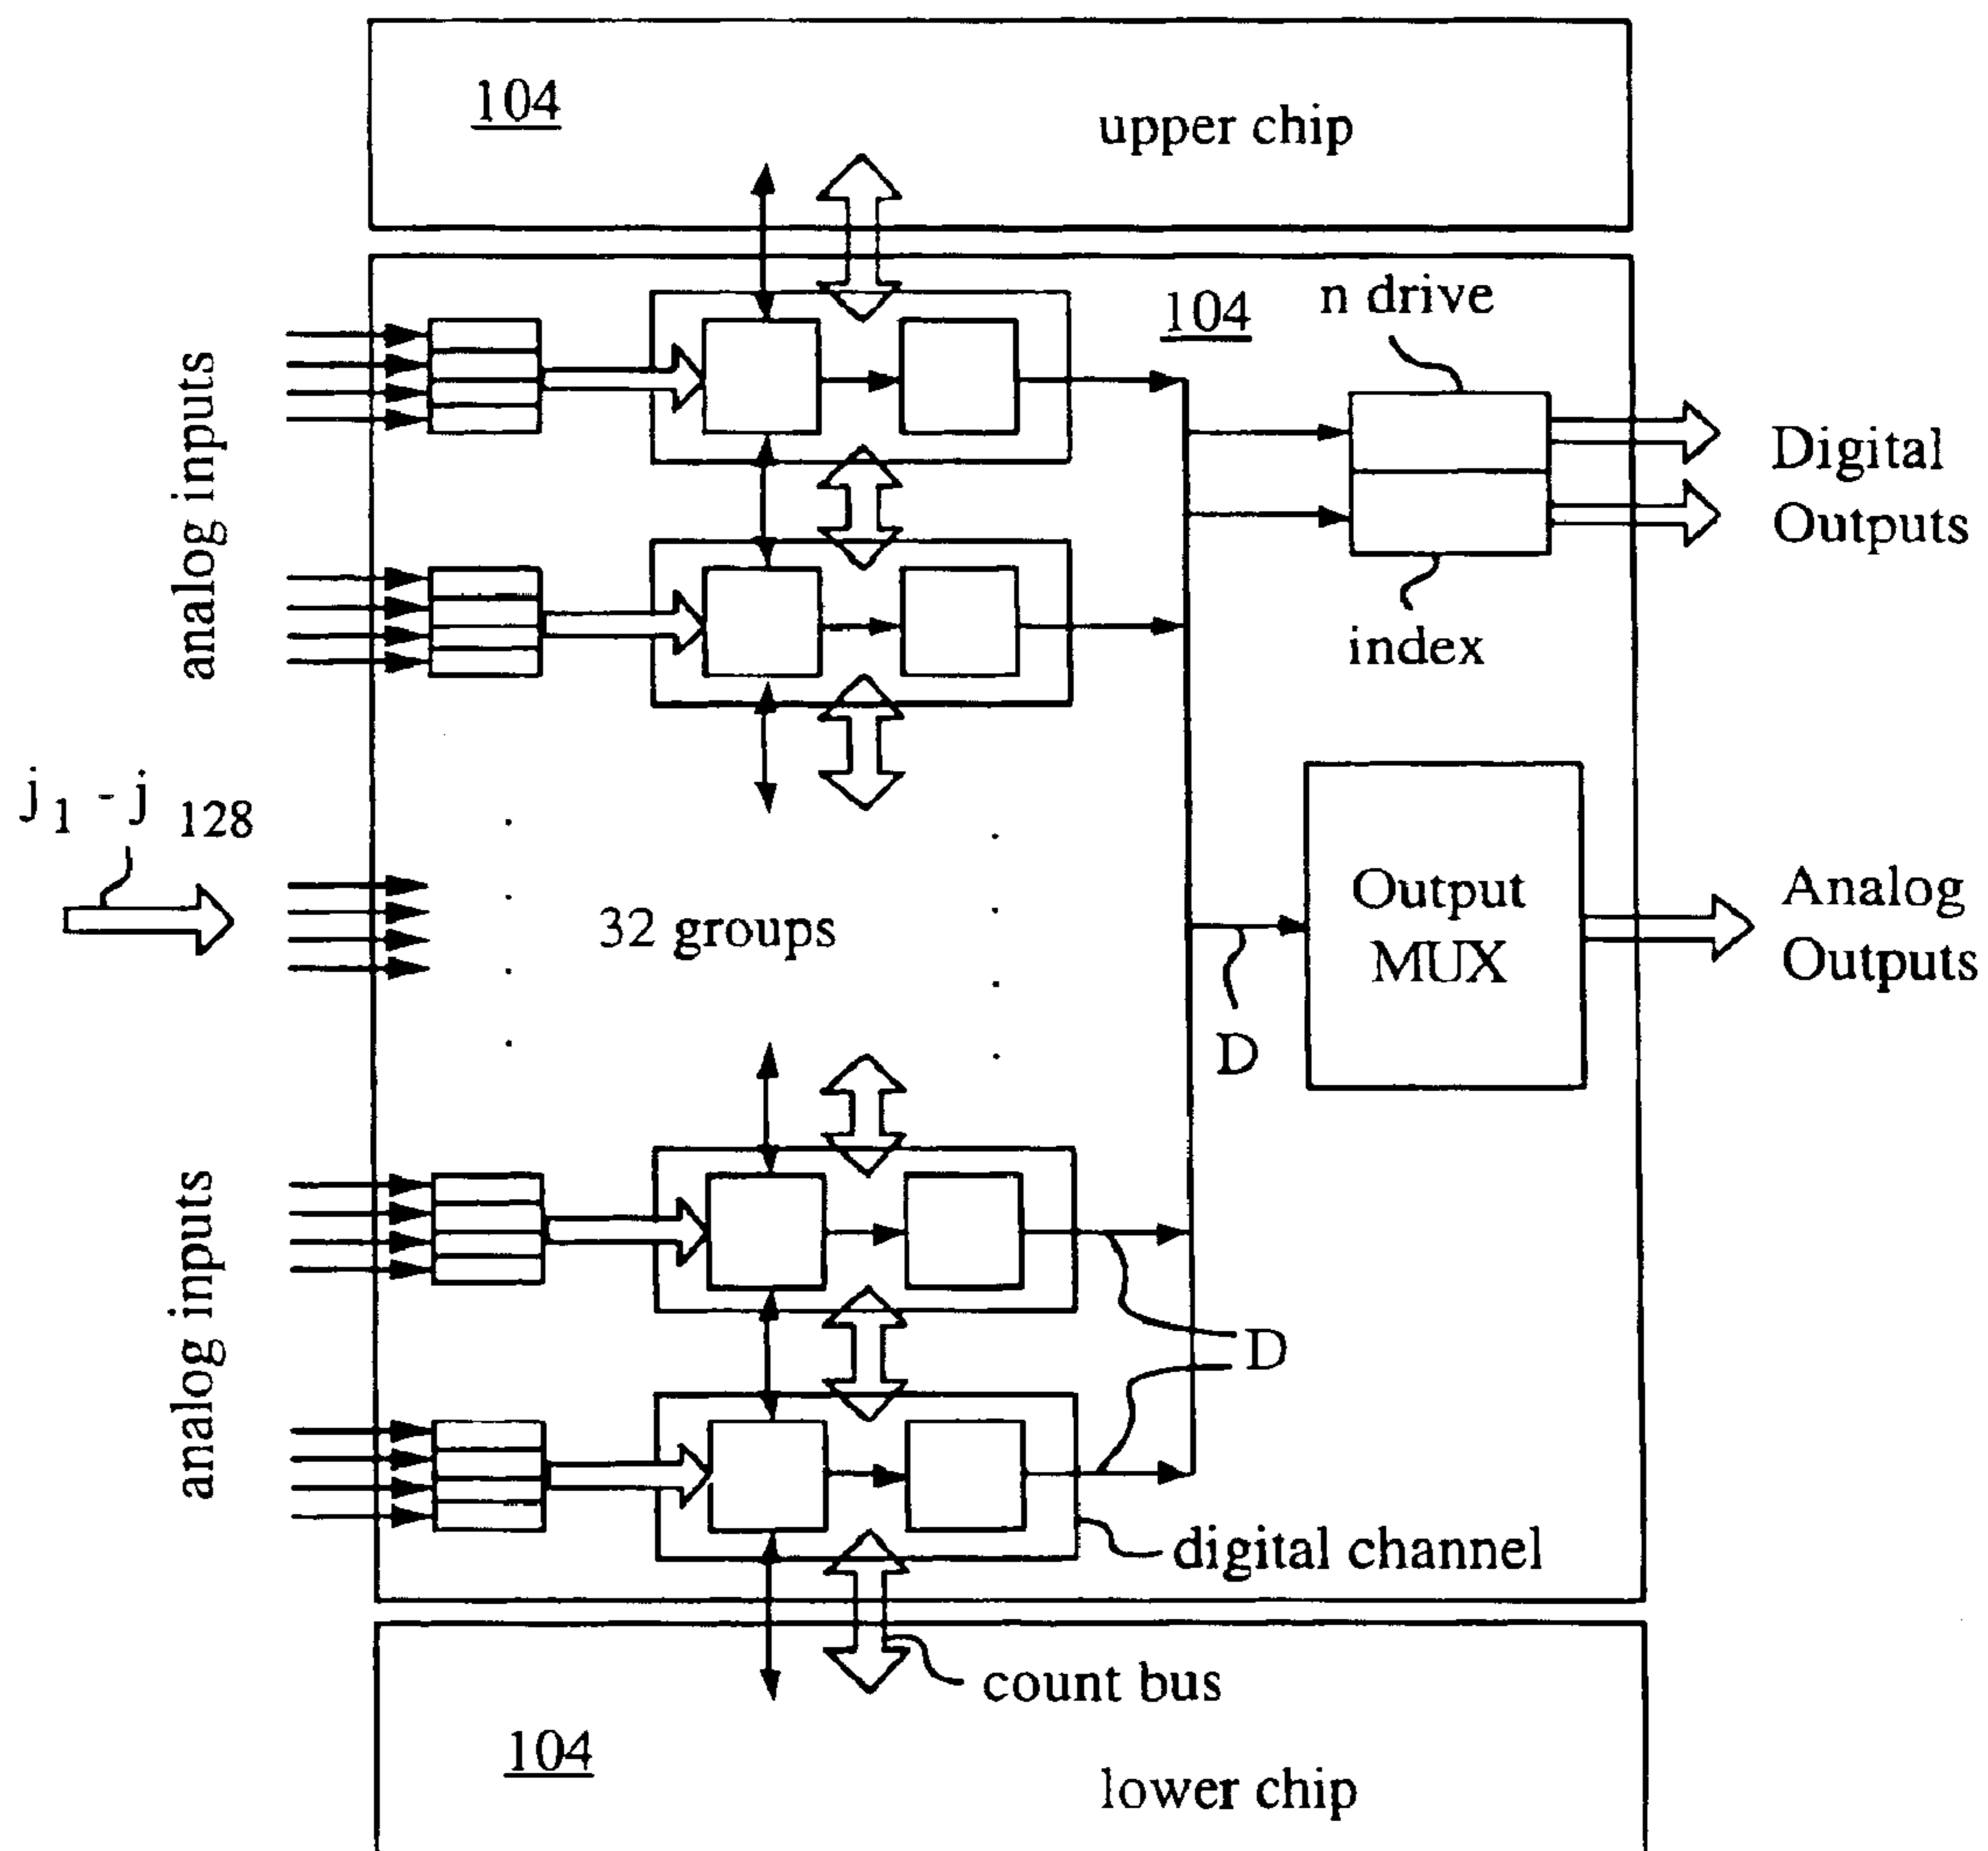 104
upper chip
104
n drive
analog inputs
Digital
Outputs
index
j1 - j 128
32 groups
Output
MUX
Analog
Outputs
D
analog inputs
D
digital channel
count bus
104
lower chip